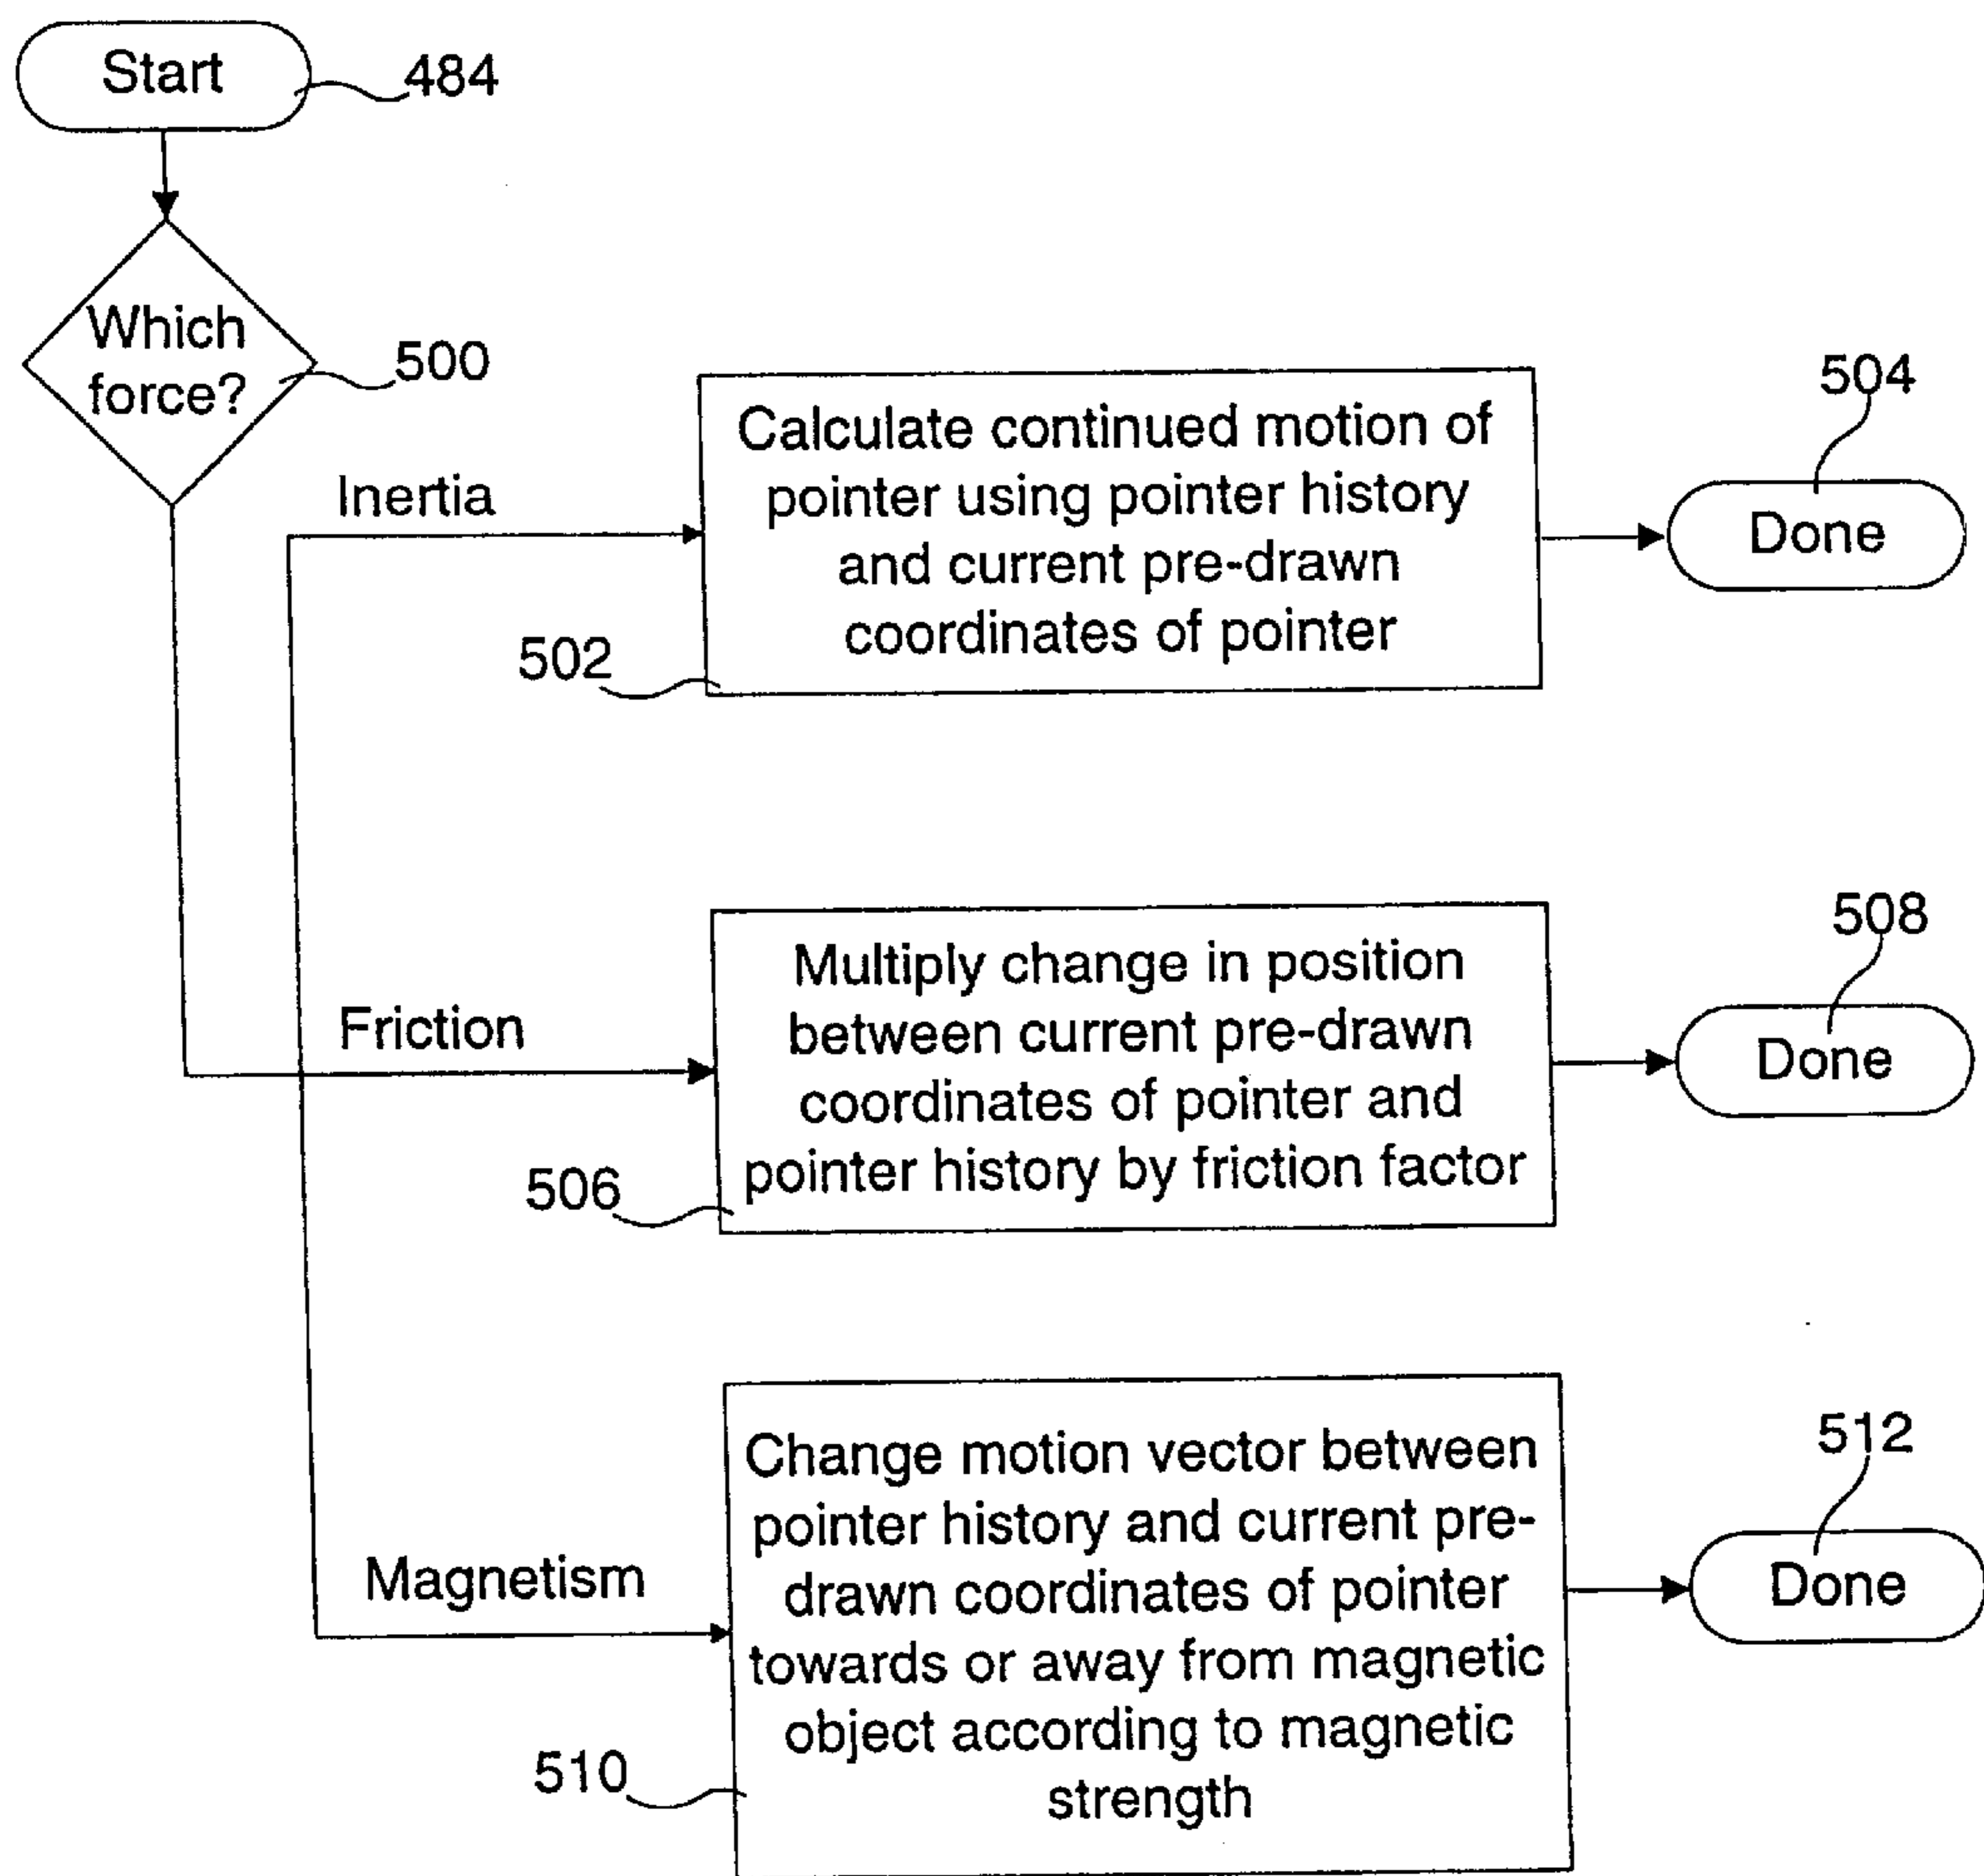 Start
484
Which
force?
500
Inertia
Calculate continued motion of
pointer using pointer history
and current pre-drawn
coordinates of pointer
502
504
Done
Friction
Multiply change in position
between current pre-drawn
coordinates of pointer and
pointer history by friction factor
506
508
Done
Magnetism
Change motion vector between
pointer history and current pre-
drawn coordinates of pointer
towards or away from magnetic
object according to magnetic
strength
510
512
Done